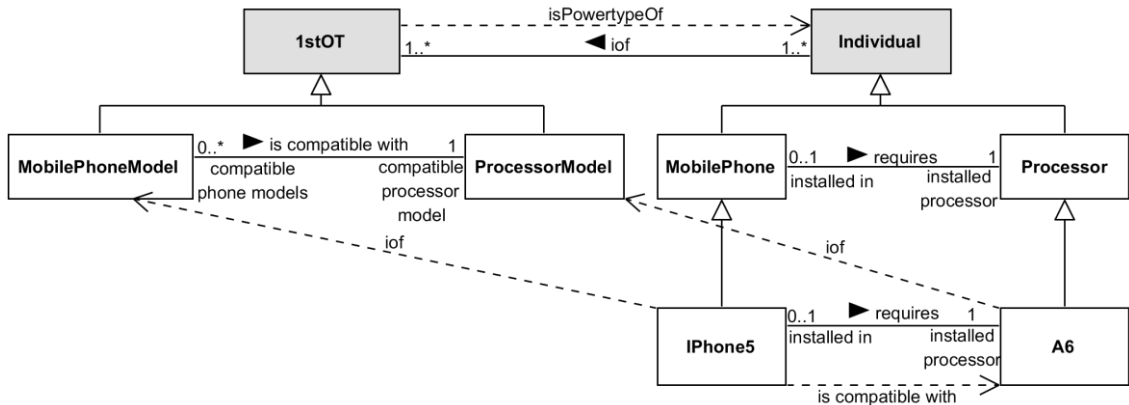 isPowertypeOf
1stOT
Individual
1..*
◄ iof
1..*
MobilePhoneModel
0..*
► is compatible with
1
compatible
phone models
compatible
processor
model
ProcessorModel
MobilePhone
0..1
► requires
1
installed in
installed
processor
Processor
iof
iof
IPhone5
0..1
► requires
1
installed in
installed
processor
A6
is compatible with